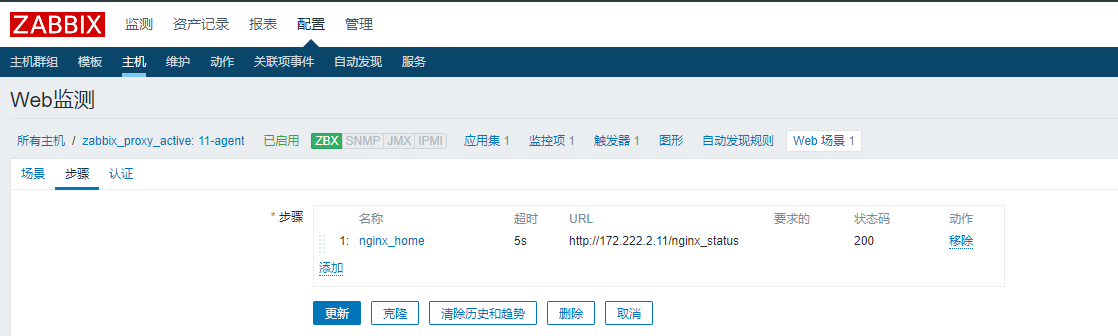 ZABBIX 监测 资产记录 报表 配置 管理
主机群组 模板 主机 维护 动作 关联项事件 自动发现 服务
Web监测
所有主机 / zabbix_proxy_active: 11-agent 已启用 ZBX SNMP JMX IPMI 应用集 1 监控项 1 触发器 1 图形 自动发现规则 Web 场景 1
场景 步骤 认证
* 步骤 名称 超时 URL 要求的 状态码 动作
1: nginx_home 5s http://172.222.2.11/nginx_status 200 移除
添加
更新 克隆 清除历史和趋势 删除 取消